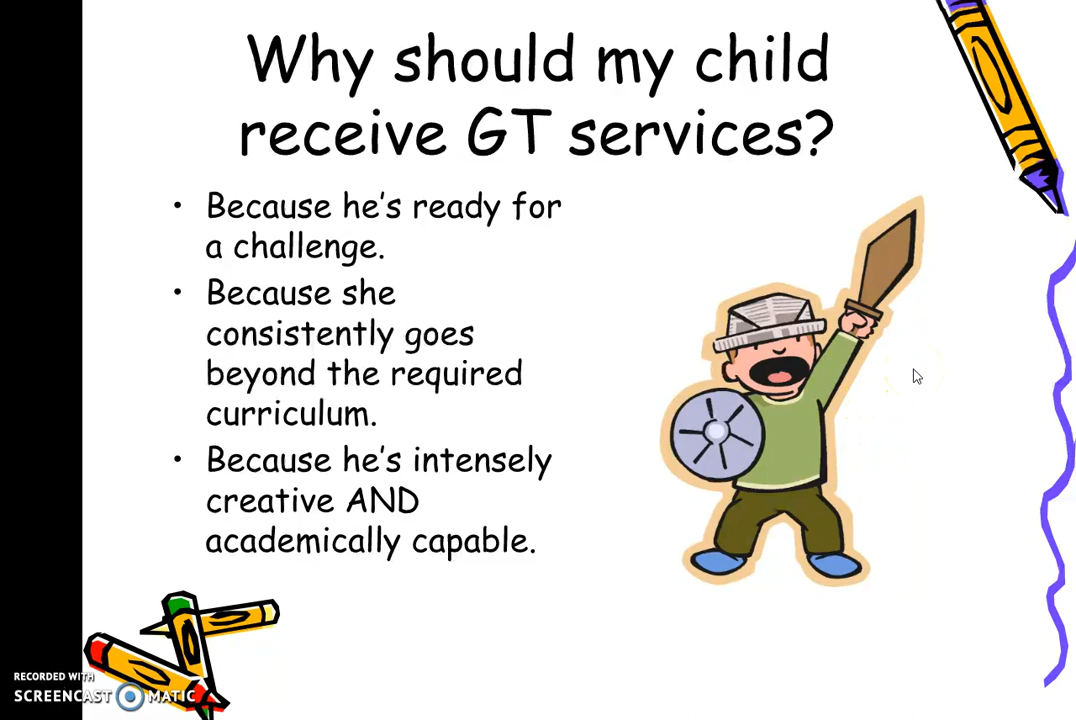 Why should my child
receive GT services?
• Because he's ready for
a challenge.
• Because she
consistently goes
beyond the required
curriculum.
• Because he's intensely
creative AND
academically capable.
RECORDED WITH
SCREENCAST MATIC